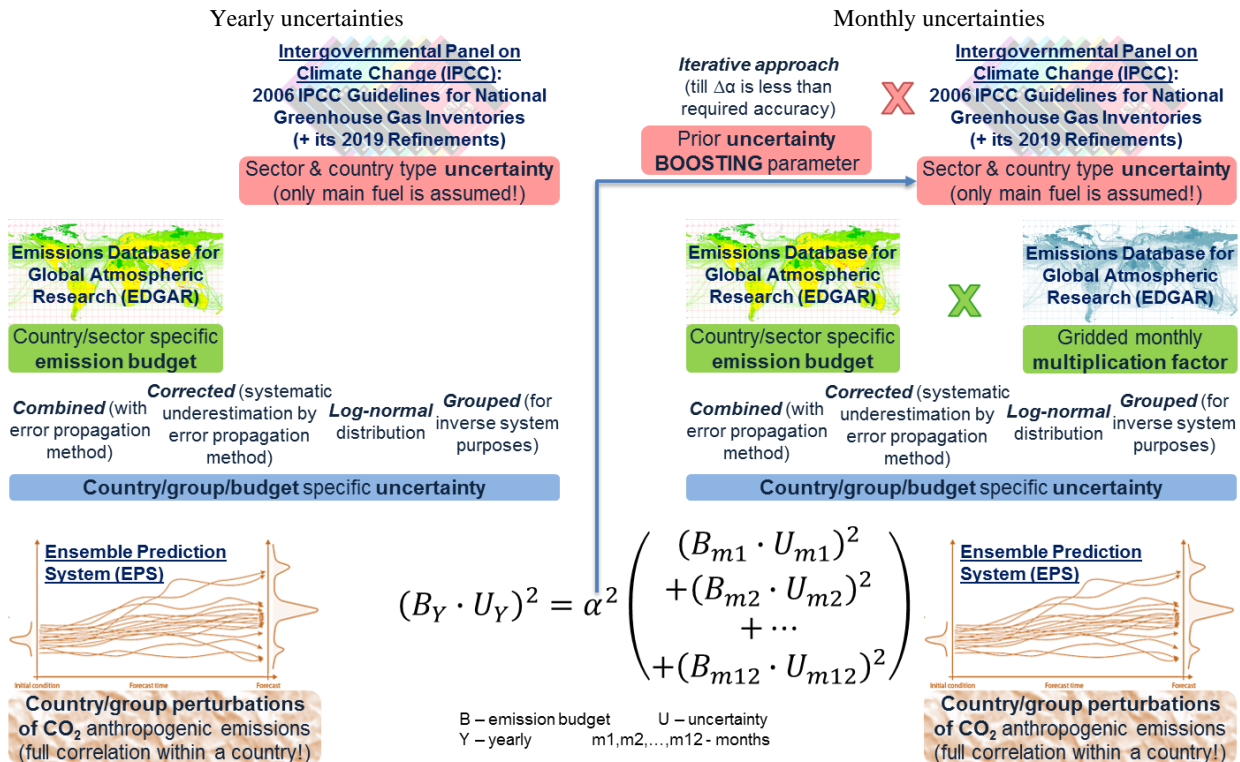 Yearly uncertainties
Intergovernmental Panel on
Climate Change (IPCC):
2006 IPCC Guidelines for National
Greenhouse Gas Inventories
(+ its 2019 Refinements)
Sector & country type uncertainty
(only main fuel is assumed!)
Emissions Database for
Global Atmospheric
Research (EDGAR)
Country/sector specific
emission budget
Combined (with
error propagation
method)
Corrected (systematic
underestimation by
error propagation
method)
Log-normal
distribution
Grouped (for
inverse system
purposes)
Country/group/budget specific uncertainty
Ensemble Prediction
System (EPS)
Initial condition
Forecast time
Forecast
Country/group perturbations
of CO₂ anthropogenic emissions
(full correlation within a country!)
Monthly uncertainties
Iterative approach
(till Δα is less than
required accuracy)
X
Prior uncertainty
BOOSTING parameter
Intergovernmental Panel on
Climate Change (IPCC):
2006 IPCC Guidelines for National
Greenhouse Gas Inventories
(+ its 2019 Refinements)
Sector & country type uncertainty
(only main fuel is assumed!)
Emissions Database for
Global Atmospheric
Research (EDGAR)
Country/sector specific
emission budget
X
Emissions Database for
Global Atmospheric
Research (EDGAR)
Gridded monthly
multiplication factor
Combined (with
error propagation
method)
Corrected (systematic
underestimation by
error propagation
method)
Log-normal
distribution
Grouped (for
inverse system
purposes)
Country/group/budget specific uncertainty
(B_Y · U_Y)² = α² (
(B_m1 · U_m1)²
+(B_m2 · U_m2)²
+ ⋯
+(B_m12 · U_m12)²
)
B – emission budget U – uncertainty
Y – yearly m1,m2,…,m12 - months
Ensemble Prediction
System (EPS)
Initial condition
Forecast time
Forecast
Country/group perturbations
of CO₂ anthropogenic emissions
(full correlation within a country!)